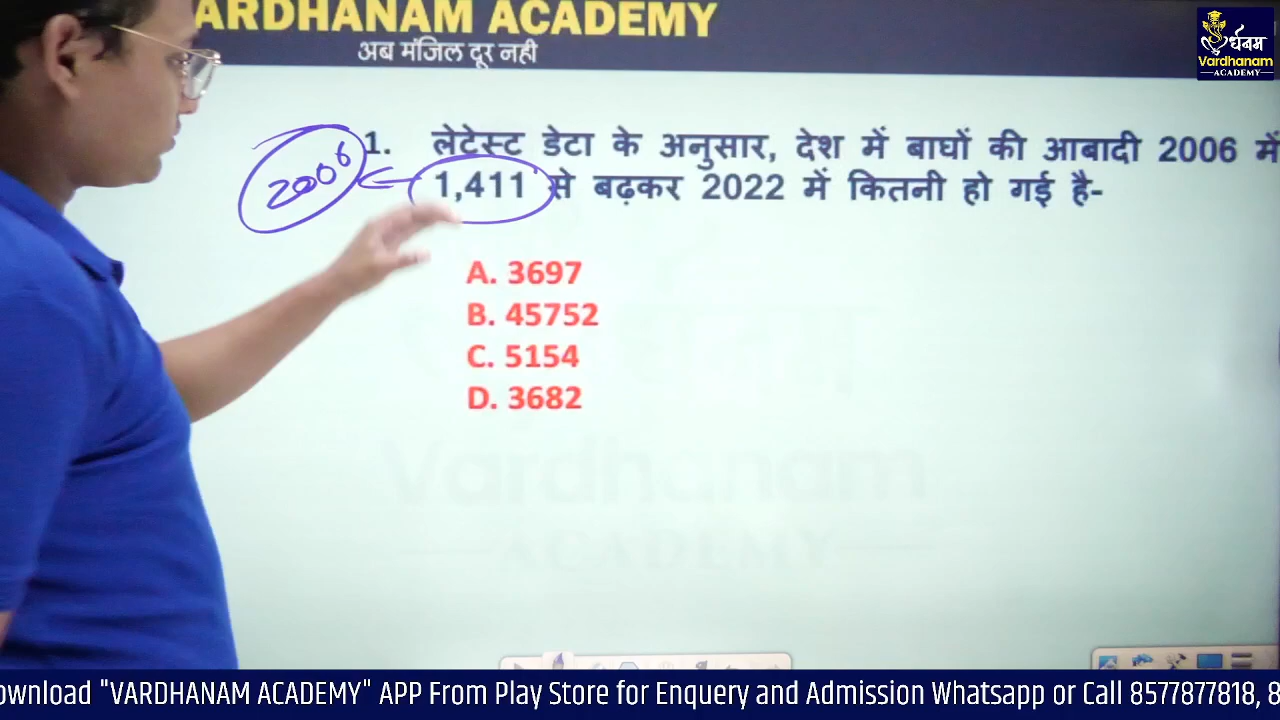 VARDHANAM ACADEMY
अब मंजिल दूर नही
र्धनम
Vardhanam
ACADEMY
2006
1. लेटेस्ट डेटा के अनुसार, देश में बाघों की आबादी 2006 में
1,411 से बढ़कर 2022 में कितनी हो गई है-
A. 3697
B. 45752
C. 5154
D. 3682
Vardhanam
ACADEMY
ownload "VARDHANAM ACADEMY" APP From Play Store for Enquery and Admission Whatsapp or Call 8577877818, 8